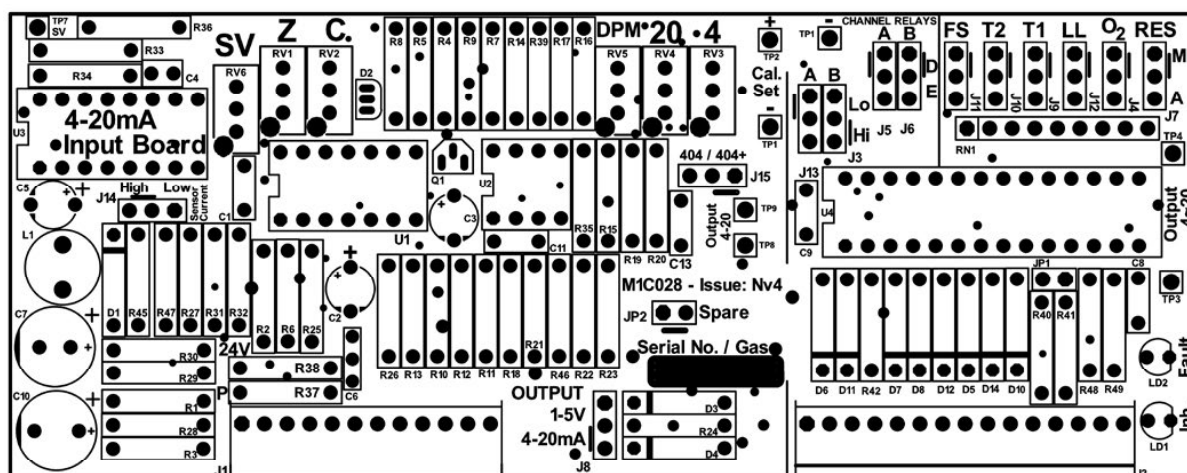 TP7
SV
R36
R33
R34
C4
U3
4-20mA
Input Board
SV
RV6
Z
RV1
C.
RV2
D2
R8
R5
R4
R9
R7
R14
R39
R17
R16
DPM
RV5
20
RV4
4
RV3
+
TP2
Cal.
Set
-
TP1
-
TP1
CHANNEL RELAYS
A B
D
E
J5 J6
A B
Lo
Hi
J3
FS T2 T1 LL O2 RES
M
A
J11
J10
J9
J12
J4
J7
RN1
TP4
C5
+
J14
High Low
Sensor
Current
C1
U1
Q1
C3
+
U2
C11
R35
R15
R19
R20
404 / 404+
J15
C13
Output
4-20
TP9
TP8
J13
C9
U4
Output
4-20
L1
C7
+
D1
R45
R47
R27
R31
R32
R2
R6
R25
+
C2
R26
R13
R10
R12
R11
R18
R21
R46
R22
R23
M1C028 - Issue: Nv4
JP2
Spare
Serial No. / Gas
D6
D11
R42
D7
D8
D12
D5
D14
D10
JP1
R40
R41
R48
R49
C8
TP3
LD2
Fault
R30
R29
24V
R38
R37
C6
C10
+
R1
R28
R3
P
J1
OUTPUT
1-5V
4-20mA
J8
D3
R24
D4
LD1
Inh